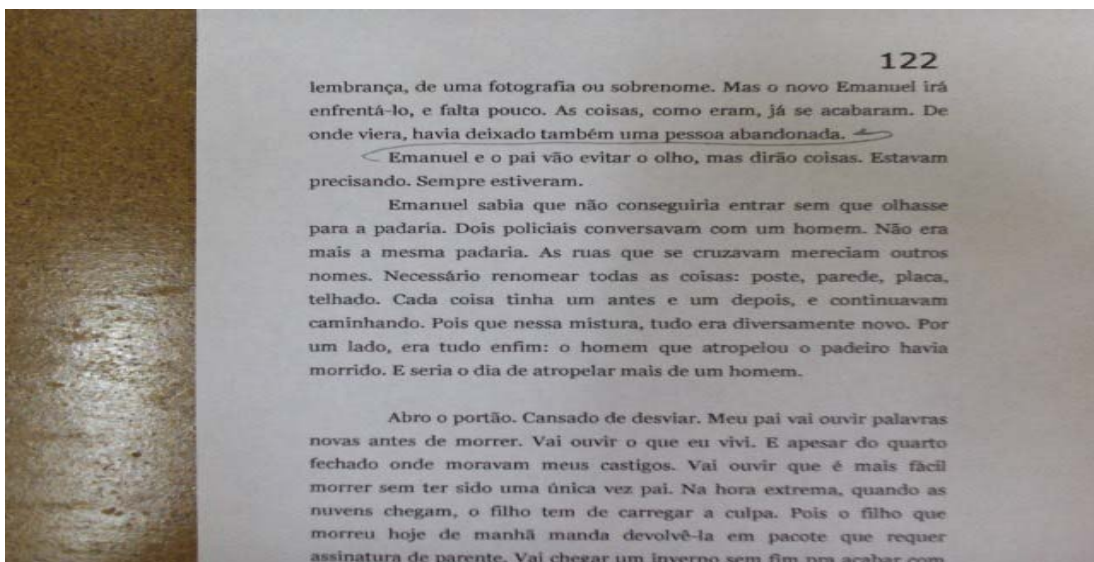 122
lembrança, de uma fotografia ou sobrenome. Mas o novo Emanuel irá
enfrentá-lo, e falta pouco. As coisas, como eram, já se acabaram. De
onde viera, havia deixado também uma pessoa abandonada.
Emanuel e o pai vão evitar o olho, mas dirão coisas. Estavam
precisando. Sempre estiveram.
Emanuel sabia que não conseguiria entrar sem que olhasse
para a padaria. Dois policiais conversavam com um homem. Não era
mais a mesma padaria. As ruas que se cruzavam mereciam outros
nomes. Necessário renomear todas as coisas: poste, parede, placa,
telhado. Cada coisa tinha um antes e um depois, e continuavam
caminhando. Pois que nessa mistura, tudo era diversamente novo. Por
um lado, era tudo enfim: o homem que atropelou o padeiro havia
morrido. E seria o dia de atropelar mais de um homem.
Abro o portão. Cansado de desviar. Meu pai vai ouvir palavras
novas antes de morrer. Vai ouvir o que eu vivi. E apesar do quarto
fechado onde moravam meus castigos. Vai ouvir que é mais fácil
morrer sem ter sido uma única vez pai. Na hora extrema, quando as
nuvens chegam, o filho tem de carregar a culpa. Pois o filho que
morreu hoje de manhã manda devolvê-la em pacote que requer
assinatura de parente. Vai chegar um inverno sem fim pra acabar com